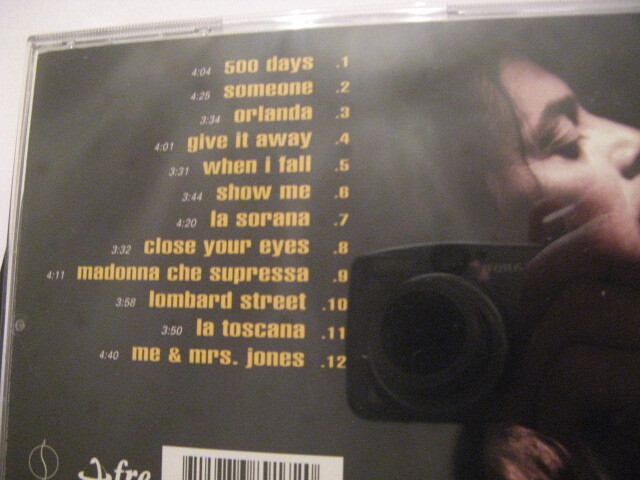 4:04 500 days .1
4:25 someone .2
3:34 orlanda .3
4:01 give it away .4
3:31 when i fall .5
3:44 show me .6
4:20 la sorana .7
3:32 close your eyes .8
4:11 madonna che supressa .9
3:58 lombard street .10
3:50 la toscana .11
4:40 me & mrs. jones .12
fre